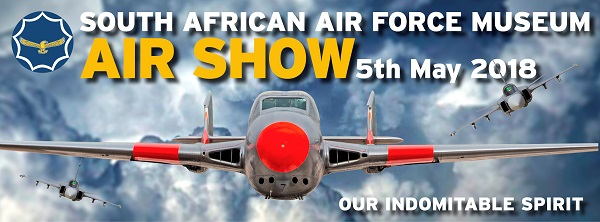 SOUTH AFRICAN AIR FORCE MUSEUM
AIR SHOW 5th May 2018
OUR INDOMITABLE SPIRIT